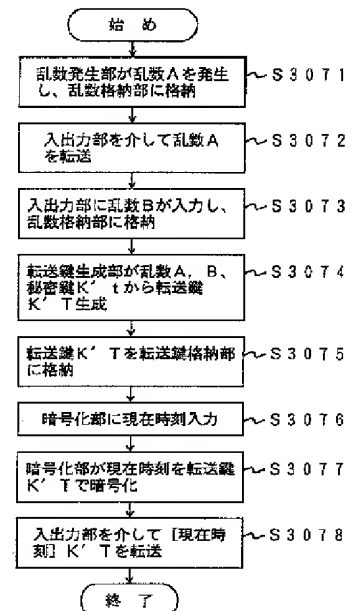 始 め
乱数発生部が乱数Aを発生
し、乱数格納部に格納
S3071
入出力部を介して乱数A
を転送
S3072
入出力部に乱数Bが入力し、
乱数格納部に格納
S3073
転送鍵生成部が乱数A，B、
秘密鍵K′tから転送鍵
K′T生成
S3074
転送鍵K′Tを転送鍵格納部
に格納
S3075
暗号化部に現在時刻入力
S3076
暗号化部が現在時刻を転送鍵
K′Tで暗号化
S3077
入出力部を介して［現在時
刻］K′Tを転送
S3078
終 了